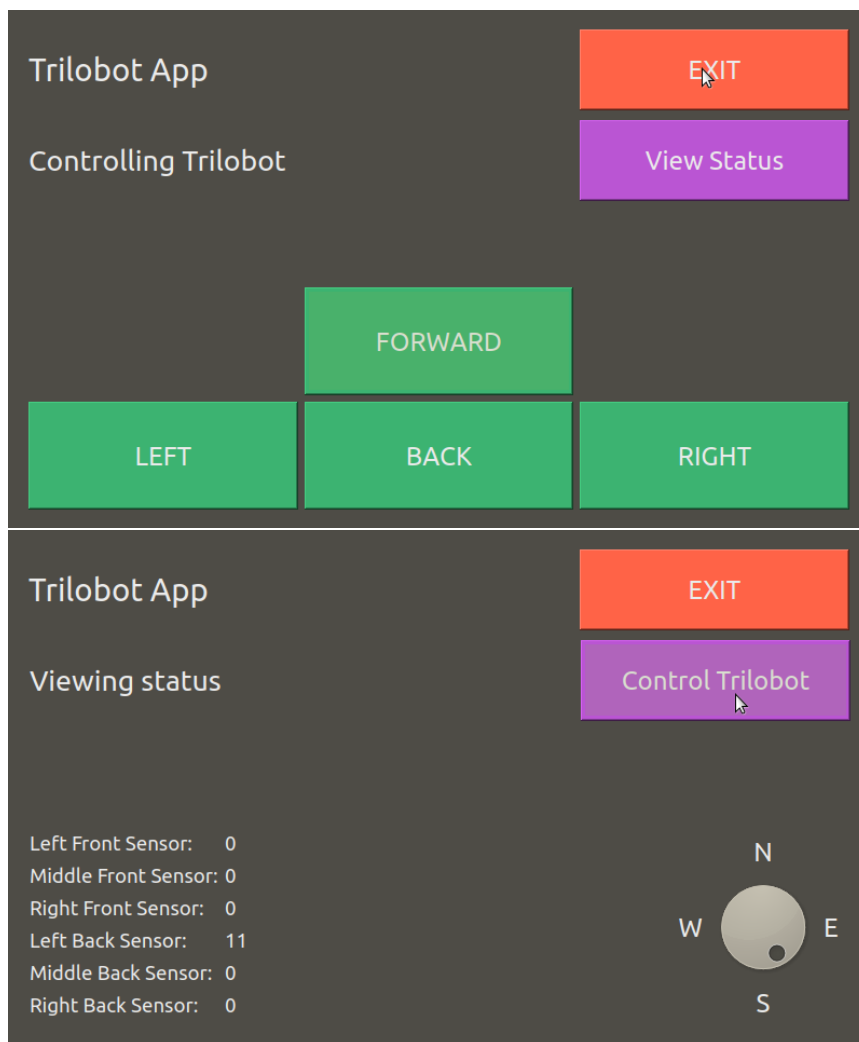 Trilobot App EXIT
Controlling Trilobot View Status
FORWARD
LEFT BACK RIGHT
Trilobot App EXIT
Viewing status Control Trilobot
Left Front Sensor: 0
Middle Front Sensor: 0
Right Front Sensor: 0
Left Back Sensor: 11
Middle Back Sensor: 0
Right Back Sensor: 0
N
W E
S